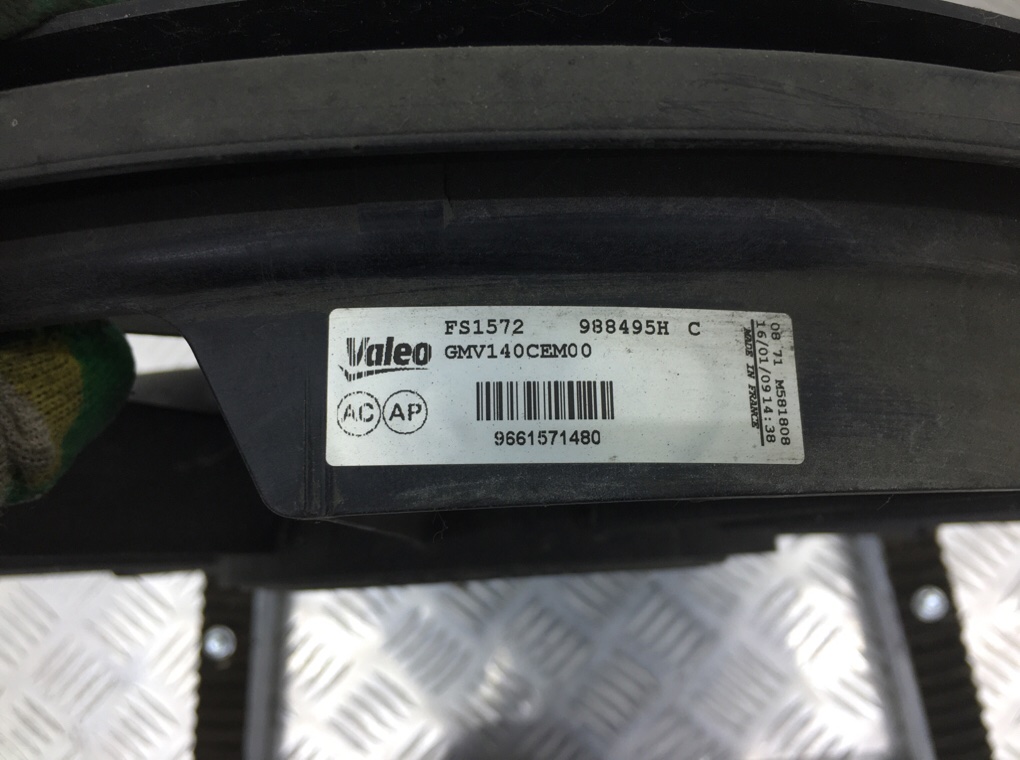 FS1572 988495H C
Valeo GMV140CEM00
AC AP
9661571480
08 71 M581808
16/01/09 14:38
MADE IN FRANCE